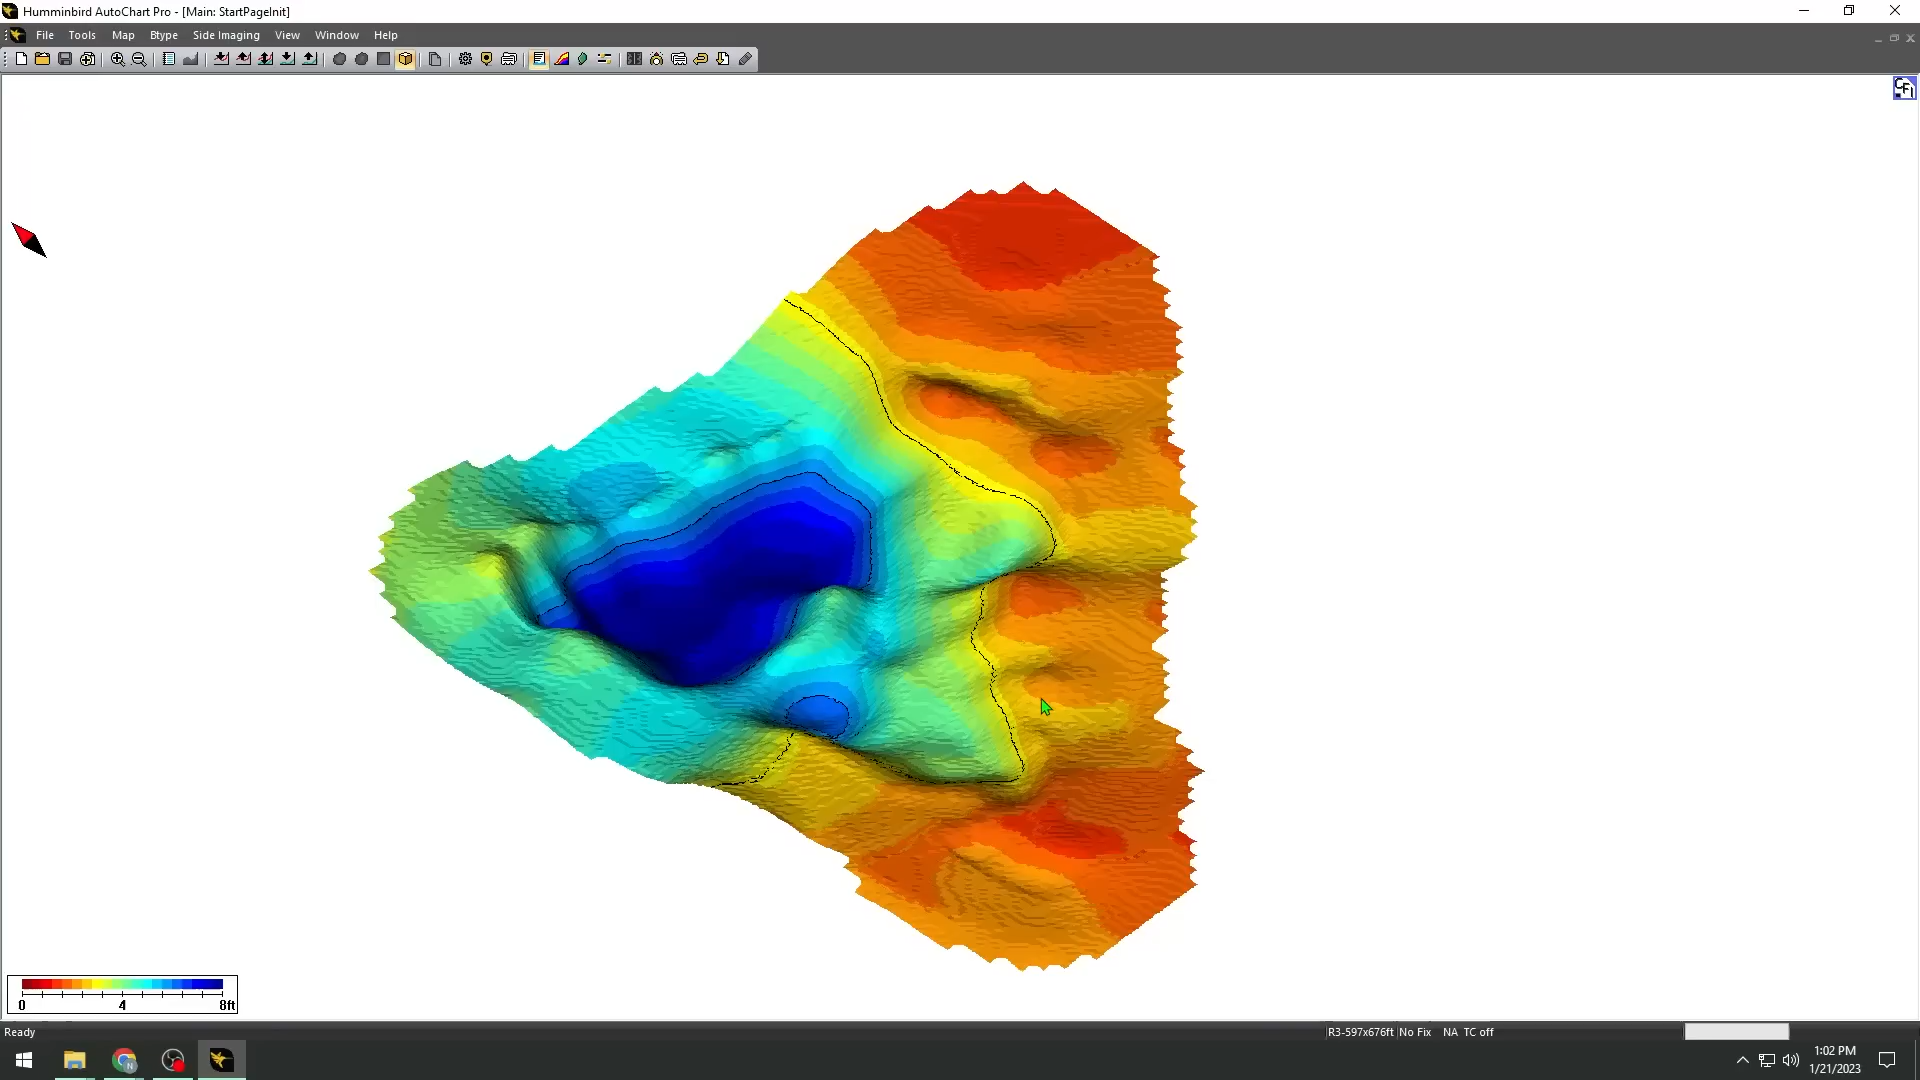 Humminbird AutoChart Pro - [Main: StartPageInit]
File Tools Map Btype Side Imaging View Window Help
0 4 8ft
Ready R3-597x676ft No Fix NA TC off
1:02 PM
1/21/2023